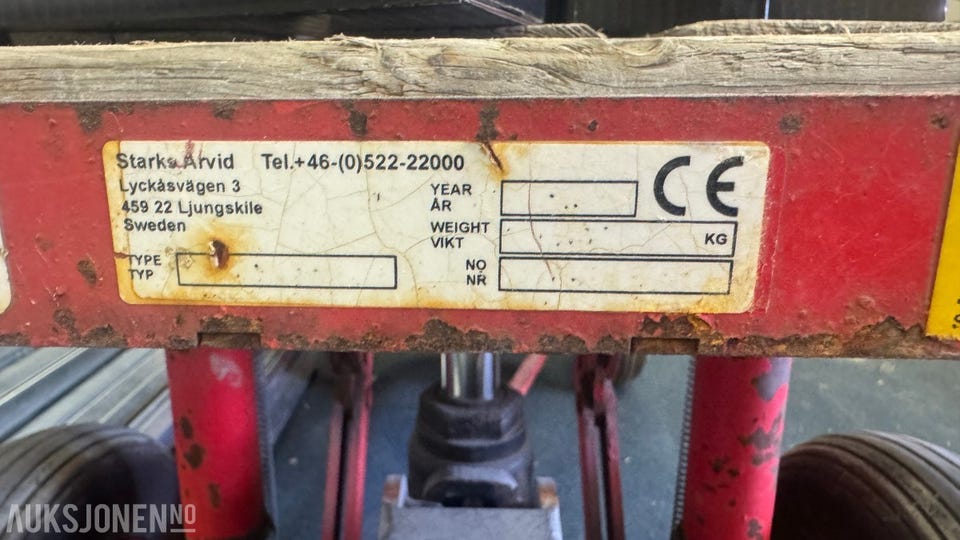 Starke Arvid Tel.+46-(0)522-22000
Lyckåsvägen 3
459 22 Ljungskile
Sweden
TYPE
TYP
YEAR
ÅR
WEIGHT
VIKT
KG
NO
NR
CE
AUKSJONEN.NO